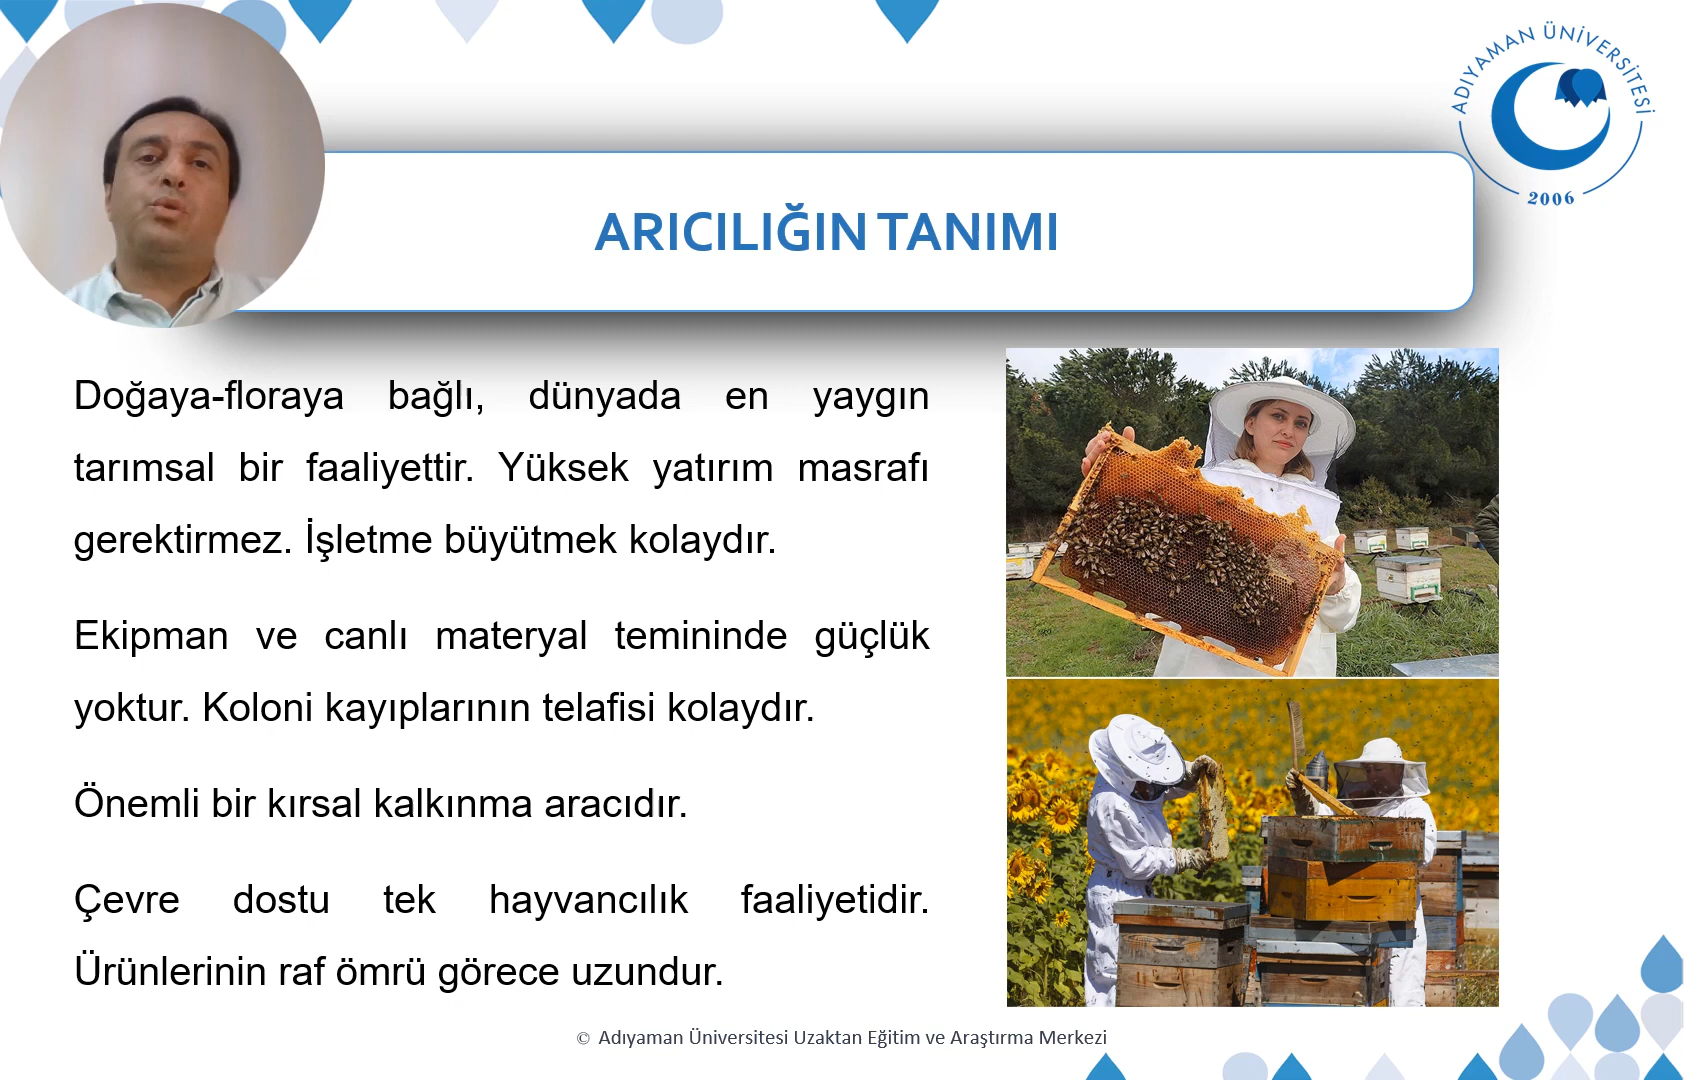 ADIYAMAN ÜNİVERSİTESİ
2006
ARICILIĞIN TANIMI
Doğaya-floraya bağlı, dünyada en yaygın
tarımsal bir faaliyettir. Yüksek yatırım masrafı
gerektirmez. İşletme büyütmek kolaydır.
Ekipman ve canlı materyal temininde güçlük
yoktur. Koloni kayıplarının telafisi kolaydır.
Önemli bir kırsal kalkınma aracıdır.
Çevre dostu tek hayvancılık faaliyetidir.
Ürünlerinin raf ömrü görece uzundur.
© Adıyaman Üniversitesi Uzaktan Eğitim ve Araştırma Merkezi